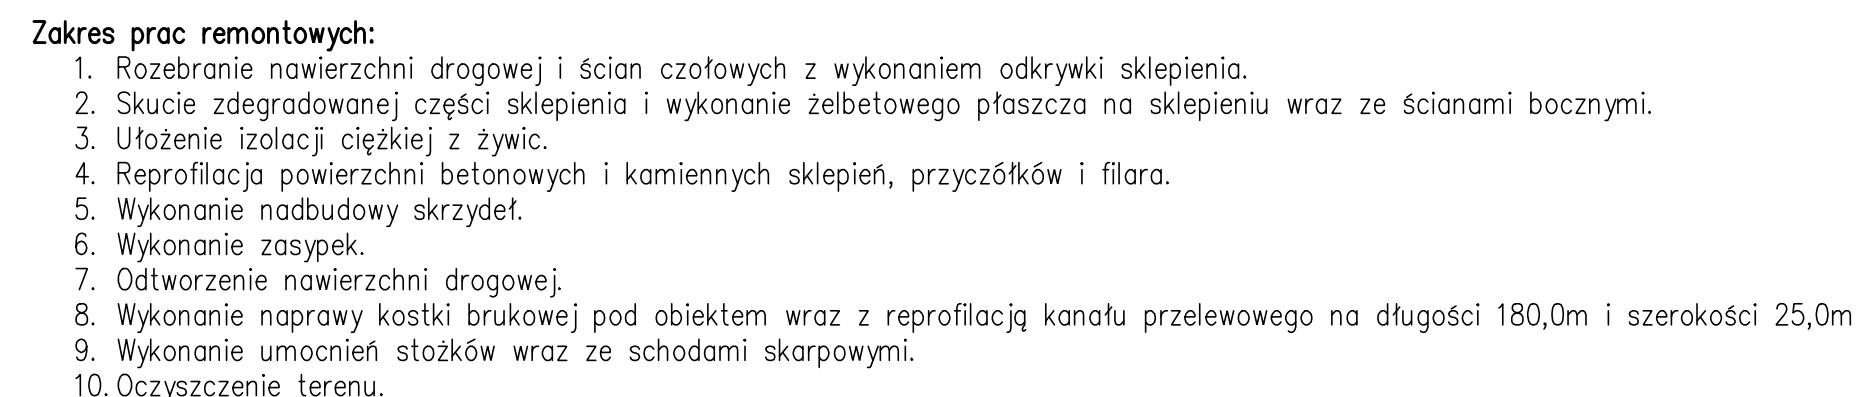 Zakres prac remontowych:
1. Rozebranie nawierzchni drogowej i ścian czołowych z wykonaniem odkrywki sklepienia.
2. Skucie zdegradowanej części sklepienia i wykonanie żelbetowego płaszcza na sklepieniu wraz ze ścianami bocznymi.
3. Ułożenie izolacji ciężkiej z żywic.
4. Reprofilacja powierzchni betonowych i kamiennych sklepień, przyczółków i filara.
5. Wykonanie nadbudowy skrzydeł.
6. Wykonanie zasypek.
7. Odtworzenie nawierzchni drogowej.
8. Wykonanie naprawy kostki brukowej pod obiektem wraz z reprofilacją kanału przelewowego na długości 180,0m i szerokości 25,0m
9. Wykonanie umocnień stożków wraz ze schodami skarpowymi.
10. Oczyszczenie terenu.